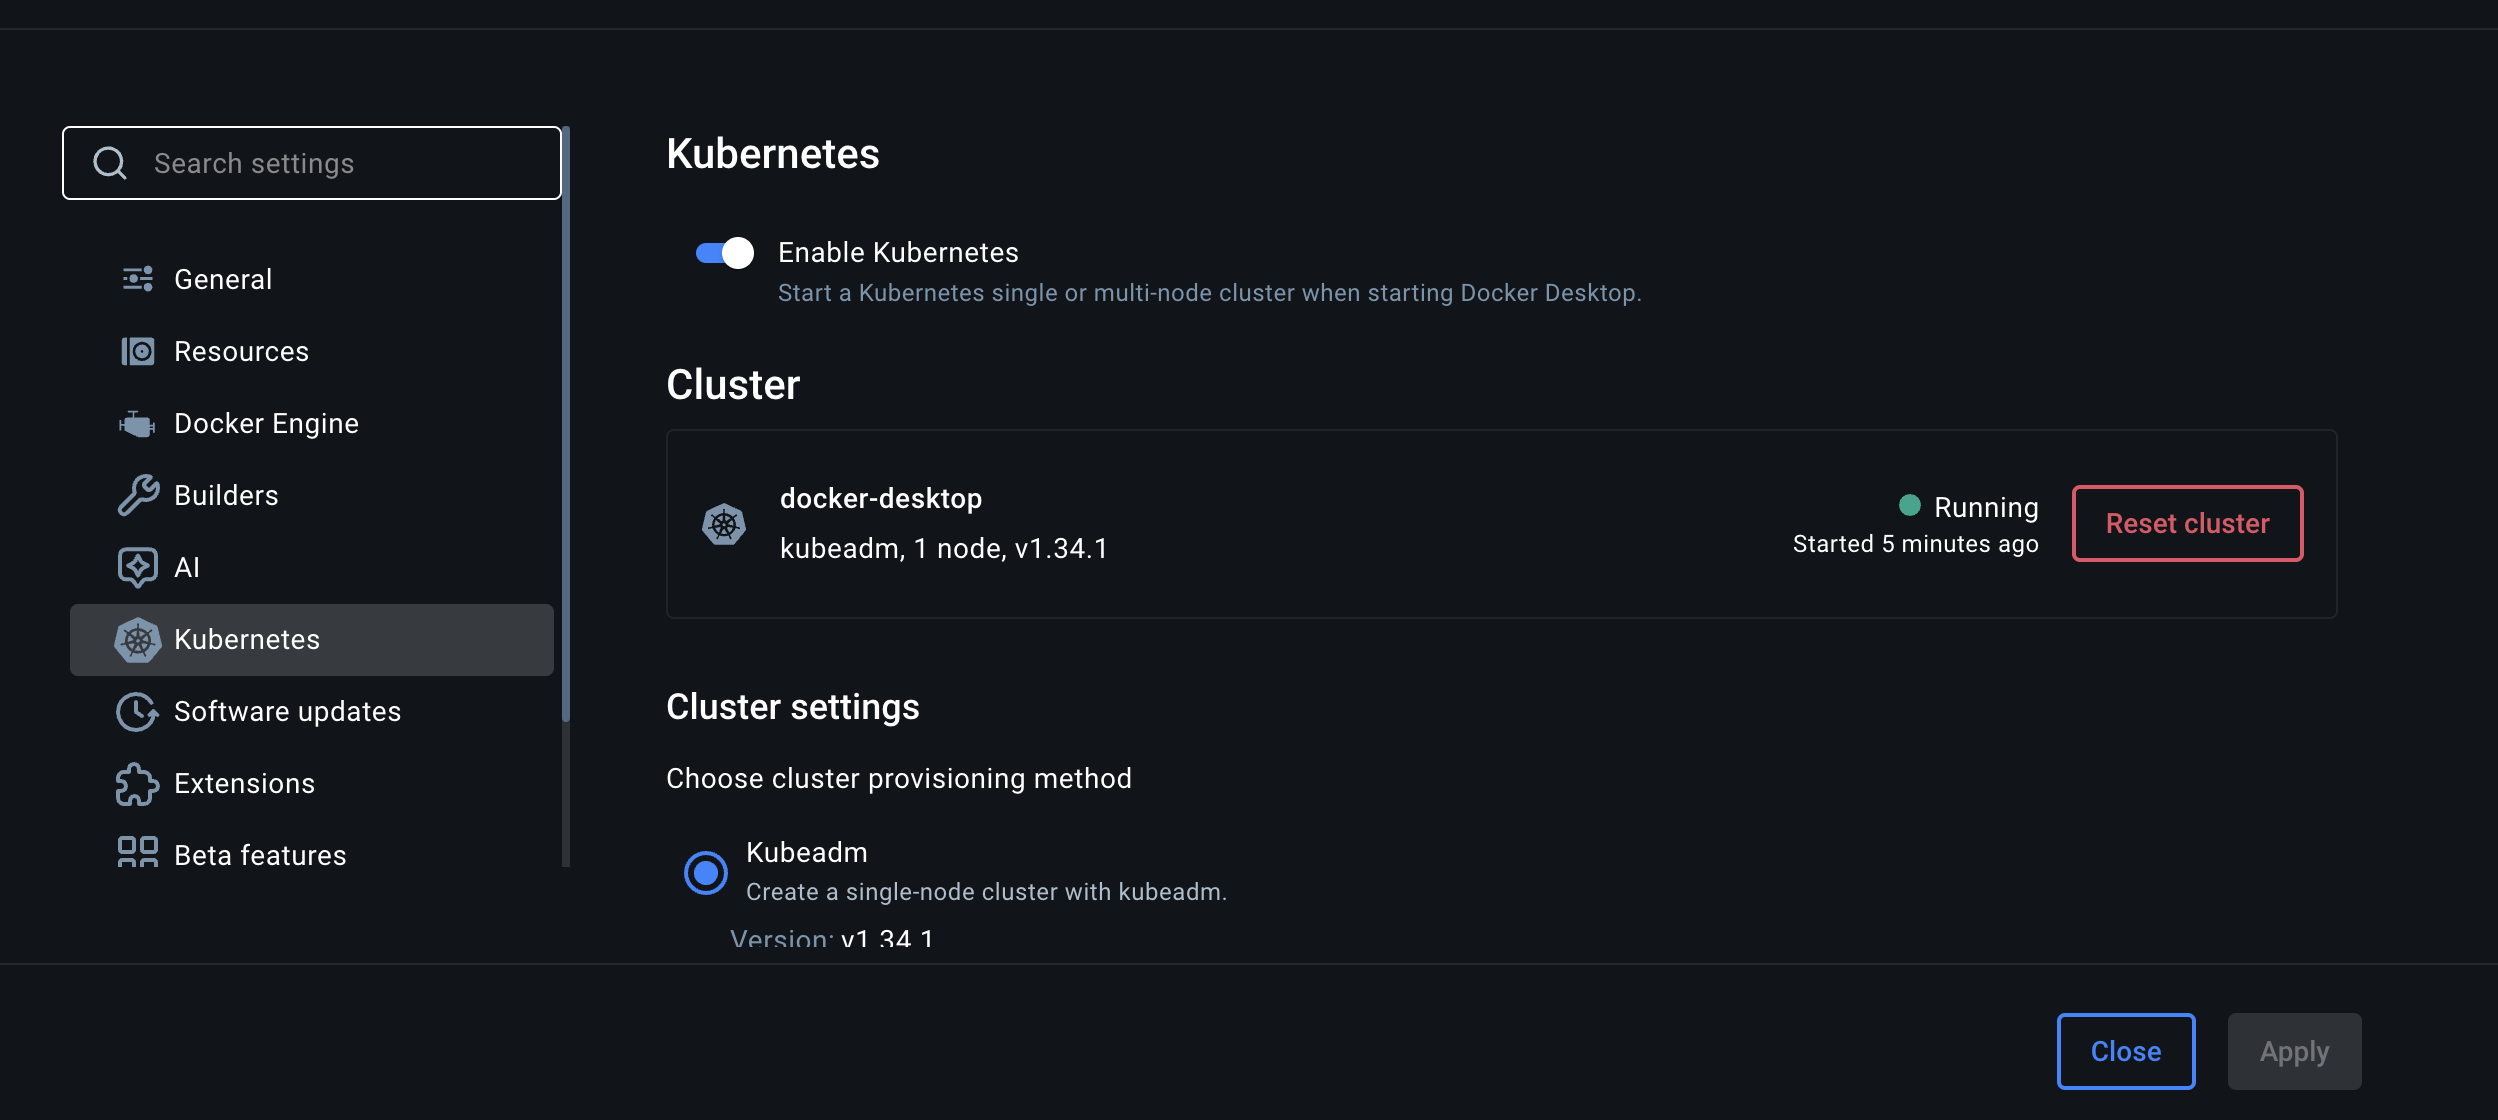 Search settings
General
Resources
Docker Engine
Builders
AI
Kubernetes
Software updates
Extensions
Beta features
Kubernetes
Enable Kubernetes
Start a Kubernetes single or multi-node cluster when starting Docker Desktop.
Cluster
docker-desktop
kubeadm, 1 node, v1.34.1
Running
Started 5 minutes ago
Reset cluster
Cluster settings
Choose cluster provisioning method
Kubeadm
Create a single-node cluster with kubeadm.
Version: v1.34.1
Close
Apply